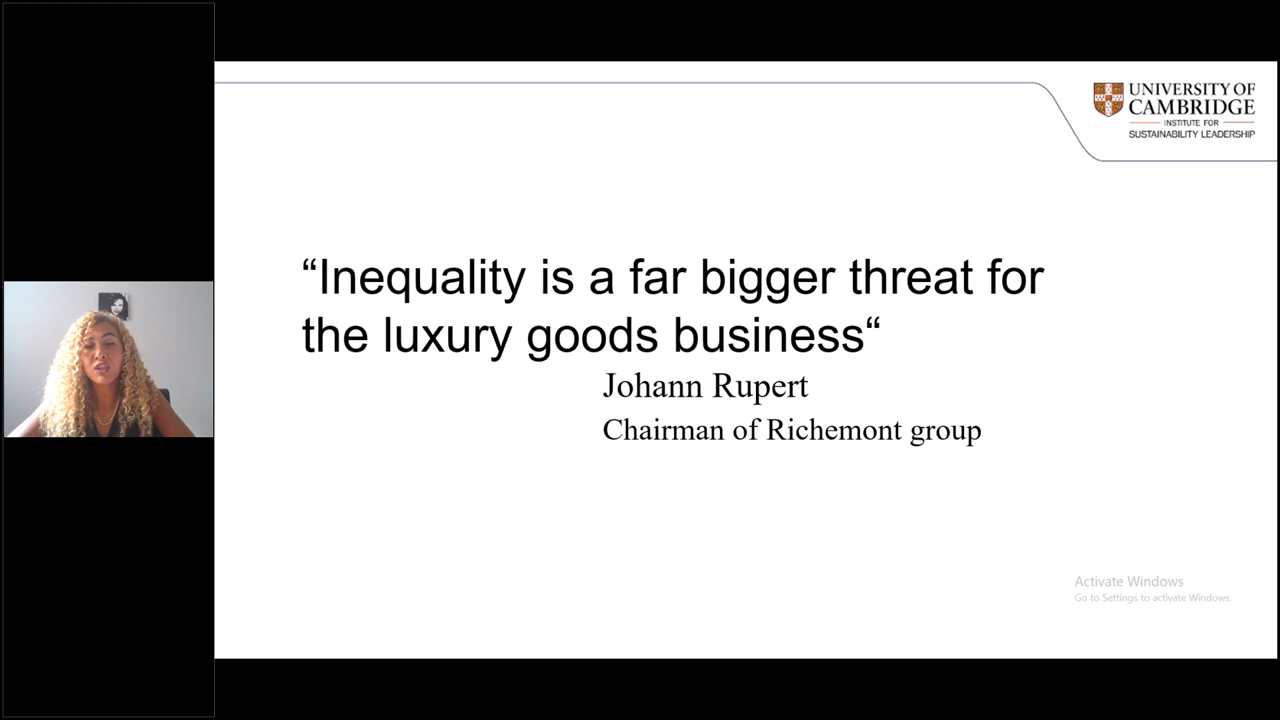 UNIVERSITY OF
CAMBRIDGE
INSTITUTE FOR
SUSTAINABILITY LEADERSHIP
“Inequality is a far bigger threat for
the luxury goods business“
Johann Rupert
Chairman of Richemont group
Activate Windows
Go to Settings to activate Windows.